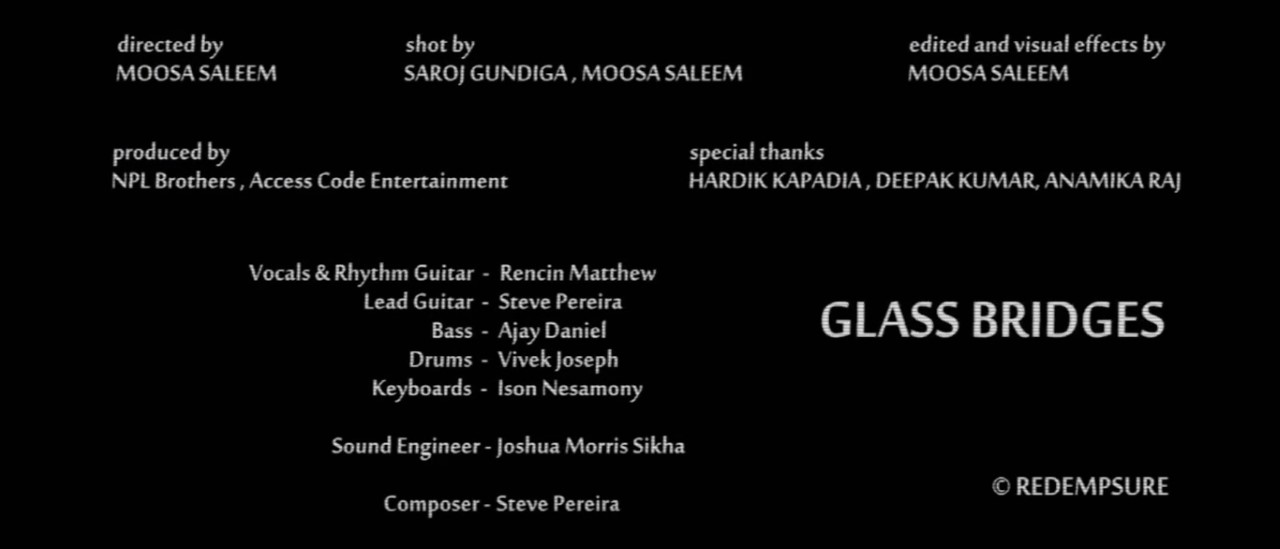 directed by
MOOSA SALEEM
shot by
SAROJ GUNDIGA , MOOSA SALEEM
edited and visual effects by
MOOSA SALEEM
produced by
NPL Brothers , Access Code Entertainment
special thanks
HARDIK KAPADIA , DEEPAK KUMAR, ANAMIKA RAJ
Vocals & Rhythm Guitar - Rencin Matthew
Lead Guitar - Steve Pereira
Bass - Ajay Daniel
Drums - Vivek Joseph
Keyboards - Ison Nesamony
Sound Engineer - Joshua Morris Sikha
Composer - Steve Pereira
GLASS BRIDGES
© REDEMPSURE